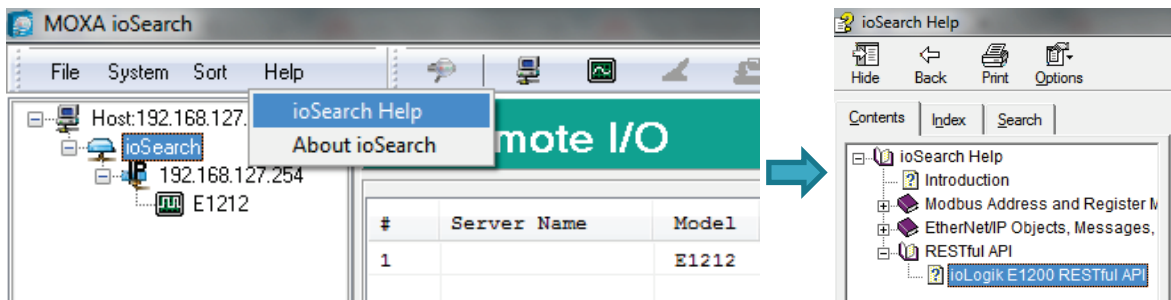 MOXA ioSearch
File System Sort Help
ioSearch Help
About ioSearch
Host:192.168.127.
ioSearch
192.168.127.254
E1212
mote I/O
# Server Name Model
1 E1212
ioSearch Help
Hide Back Print Options
Contents Index Search
ioSearch Help
Introduction
Modbus Address and Register
EtherNet/IP Objects, Messages,
RESTful API
ioLogik E1200 RESTful API